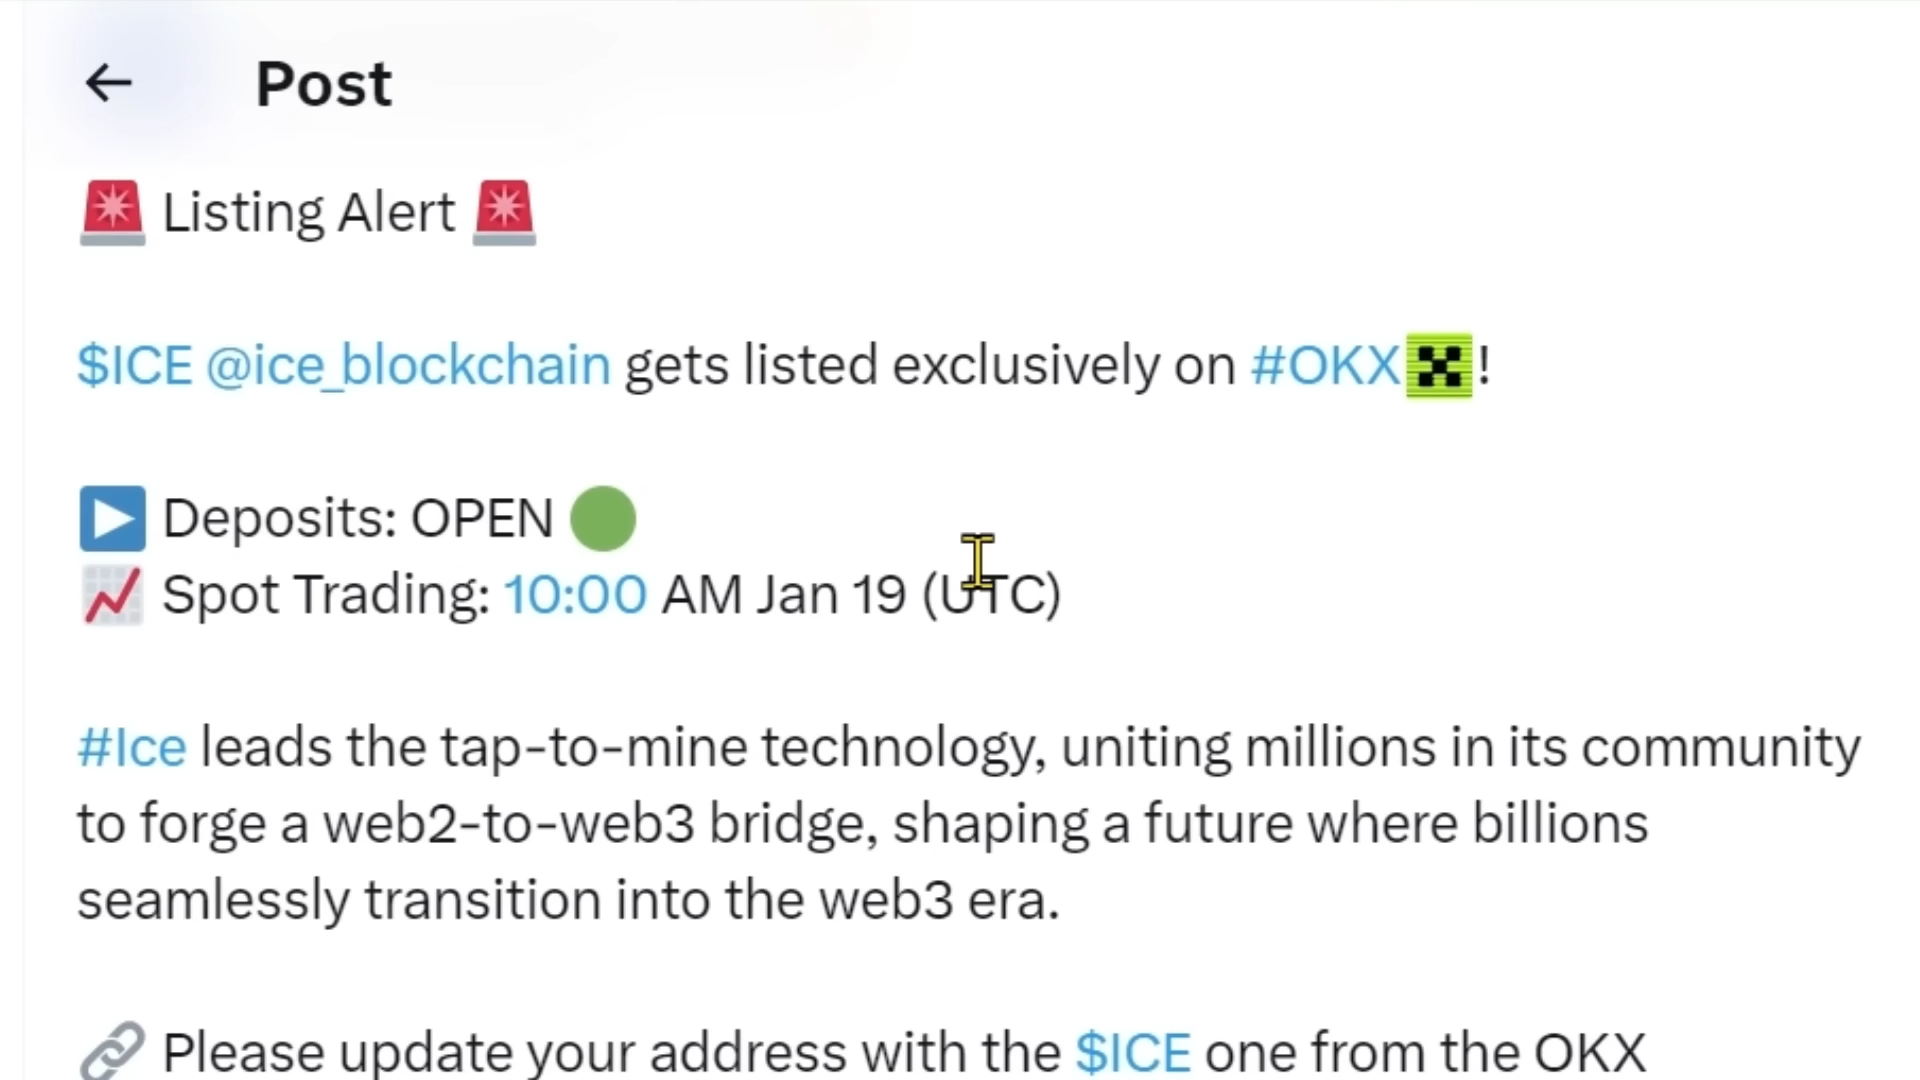 Post
🚨 Listing Alert 🚨
$ICE @ice_blockchain gets listed exclusively on #OKX!
▶️ Deposits: OPEN 🟢
📈 Spot Trading: 10:00 AM Jan 19 (UTC)
#Ice leads the tap-to-mine technology, uniting millions in its community
to forge a web2-to-web3 bridge, shaping a future where billions
seamlessly transition into the web3 era.
🔗 Please update your address with the $ICE one from the OKX